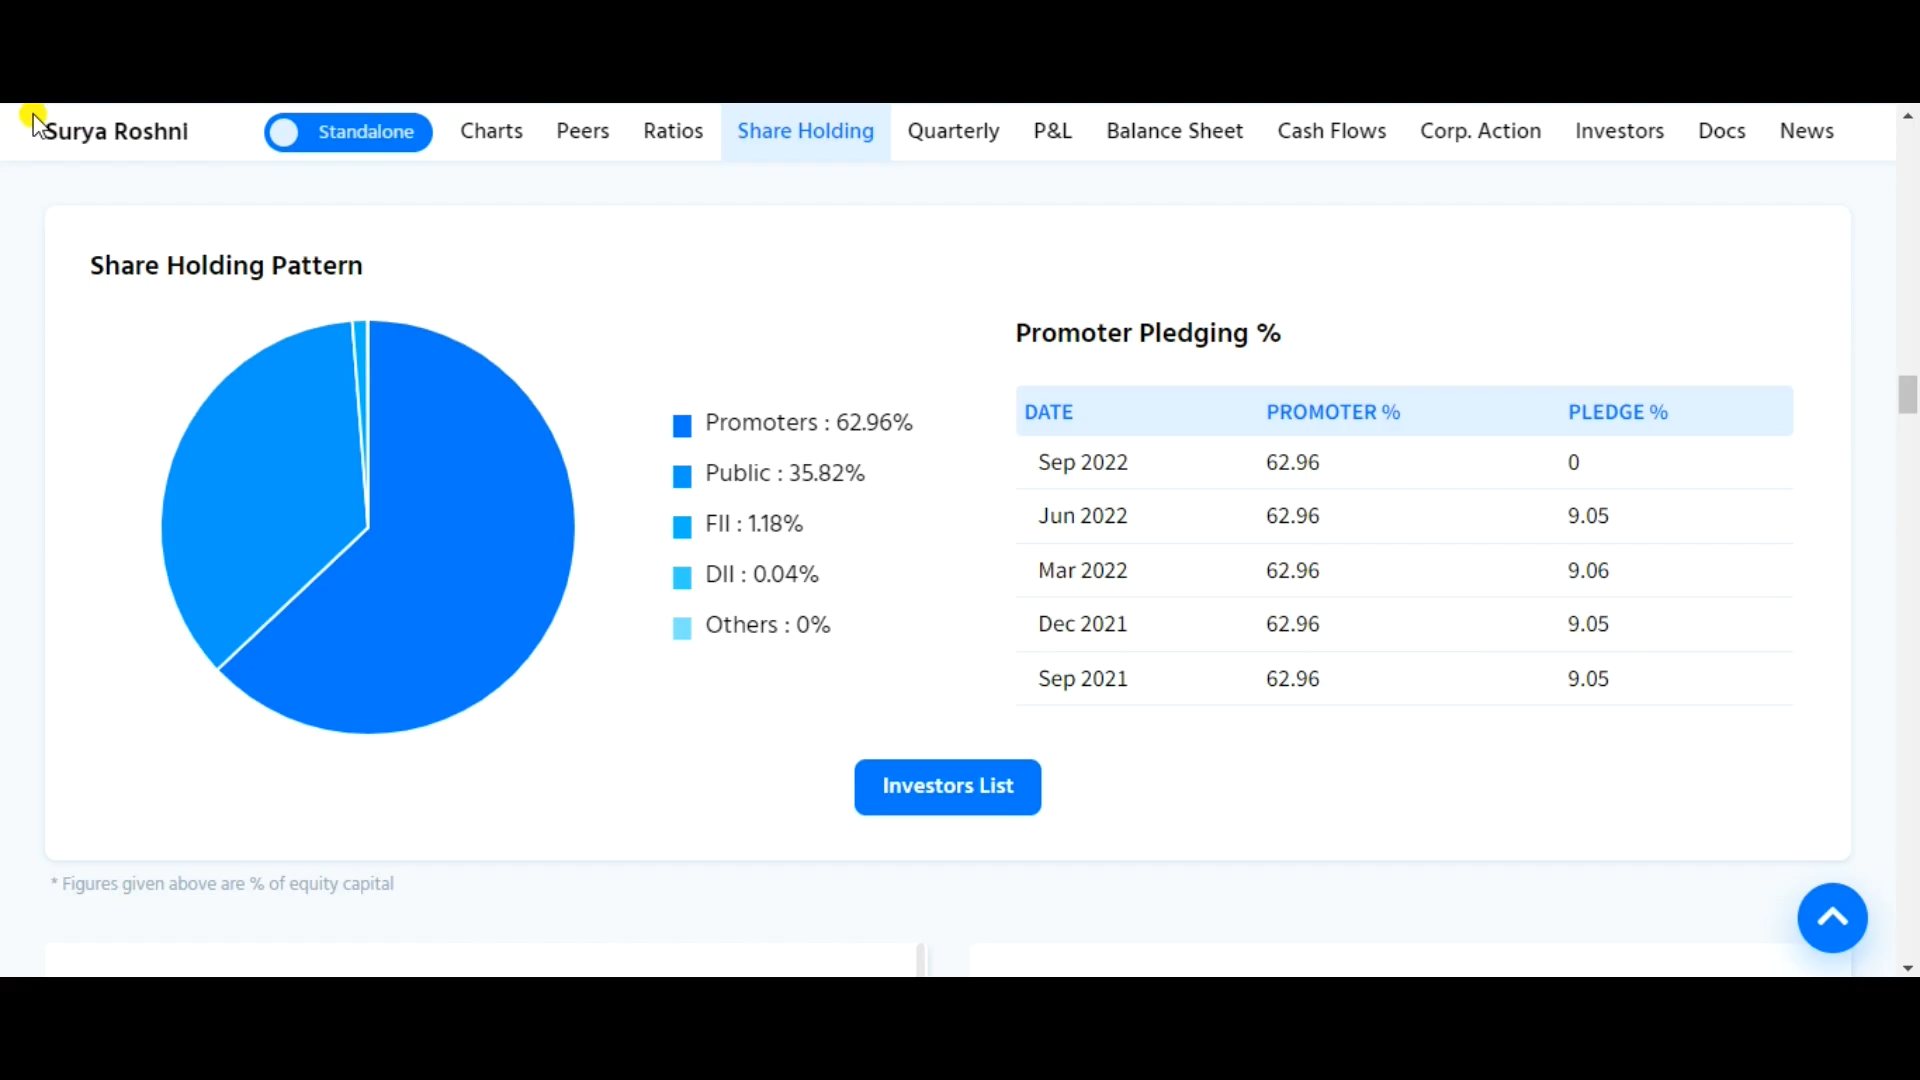 Surya Roshni Standalone Charts Peers Ratios Share Holding Quarterly P&L Balance Sheet Cash Flows Corp. Action Investors Docs News
Share Holding Pattern
Promoters : 62.96%
Public : 35.82%
FII : 1.18%
DII : 0.04%
Others : 0%
Promoter Pledging %
DATE PROMOTER % PLEDGE %
Sep 2022 62.96 0
Jun 2022 62.96 9.05
Mar 2022 62.96 9.06
Dec 2021 62.96 9.05
Sep 2021 62.96 9.05
Investors List
* Figures given above are % of equity capital